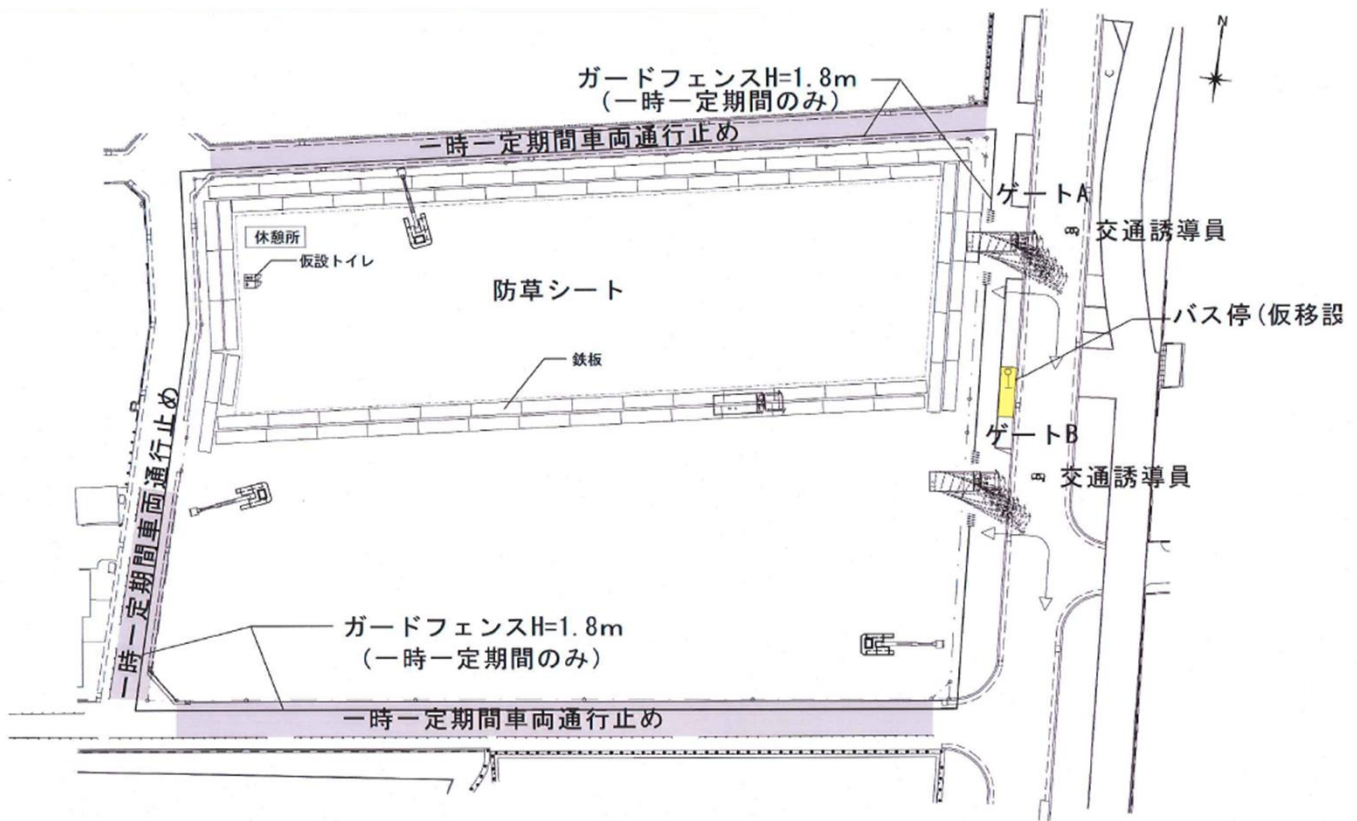 N
ガードフェンスH=1.8m
(一時一定期間のみ)
一時一定期間車両通行止め
ゲートA
交通誘導員
休憩所
仮設トイレ
防草シート
バス停(仮移設
鉄板
ゲートB
交通誘導員
一時一定期間車両通行止め
ガードフェンスH=1.8m
(一時一定期間のみ)
一時一定期間車両通行止め